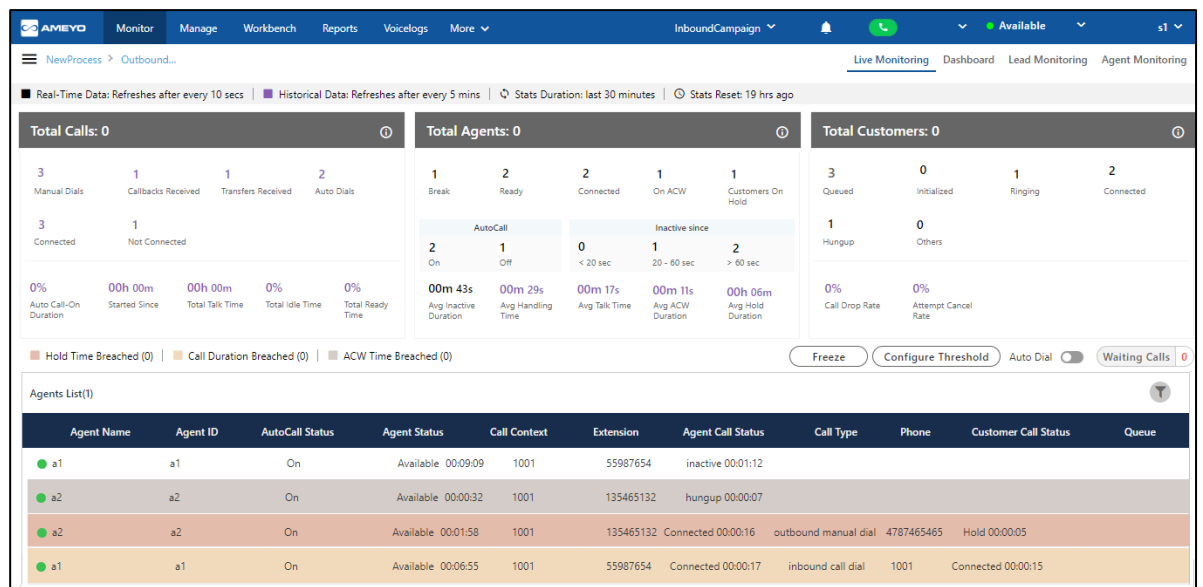 AMEYO Monitor Manage Workbench Reports Voicelogs More InboundCampaign Available s1
NewProcess > Outbound... Live Monitoring Dashboard Lead Monitoring Agent Monitoring
Real-Time Data: Refreshes after every 10 secs | Historical Data: Refreshes after every 5 mins | Stats Duration: last 30 minutes | Stats Reset: 19 hrs ago
Total Calls: 0
3 1 1 2
Manual Dials Callbacks Received Transfers Received Auto Dials
3 1
Connected Not Connected
0% 00h 00m 00h 00m 0% 0%
Auto Call-On Started Since Total Talk Time Total Idle Time Total Ready
Duration Time
Total Agents: 0
1 2 2 1 1
Break Ready Connected On ACW Customers On
Hold
AutoCall Inactive since
2 1 0 1 2
On Off < 20 sec 20 - 60 sec > 60 sec
00m 43s 00m 29s 00m 17s 00m 11s 00h 06m
Avg Inactive Avg Handling Avg Talk Time Avg ACW Avg Hold
Duration Time Duration Duration
Total Customers: 0
3 0 1 2
Queued Initialized Ringing Connected
1 0
Hungup Others
0% 0%
Call Drop Rate Attempt Cancel
Rate
Hold Time Breached (0) | Call Duration Breached (0) | ACW Time Breached (0) Freeze Configure Threshold Auto Dial Waiting Calls 0
Agents List(1)
Agent Name Agent ID AutoCall Status Agent Status Call Context Extension Agent Call Status Call Type Phone Customer Call Status Queue
a1 a1 On Available 00:09:09 1001 55987654 inactive 00:01:12
a2 a2 On Available 00:00:32 1001 135465132 hungup 00:00:07
a2 a2 On Available 00:01:58 1001 135465132 Connected 00:00:16 outbound manual dial 4787465465 Hold 00:00:05
a1 a1 On Available 00:06:55 1001 55987654 Connected 00:00:17 inbound call dial 1001 Connected 00:00:15